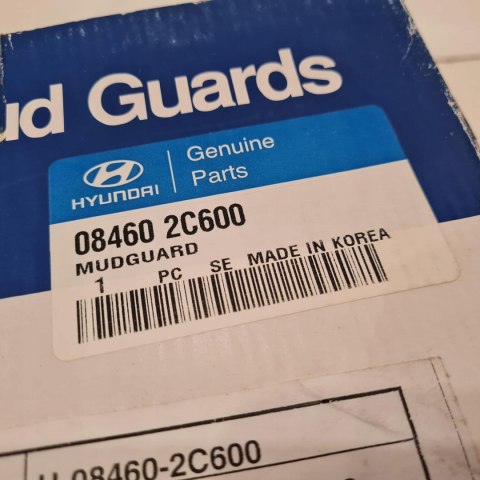 ud Guards
HYUNDAI
Genuine
Parts
08460 2C600
MUDGUARD
1 PC SE MADE IN KOREA
08460-2C600